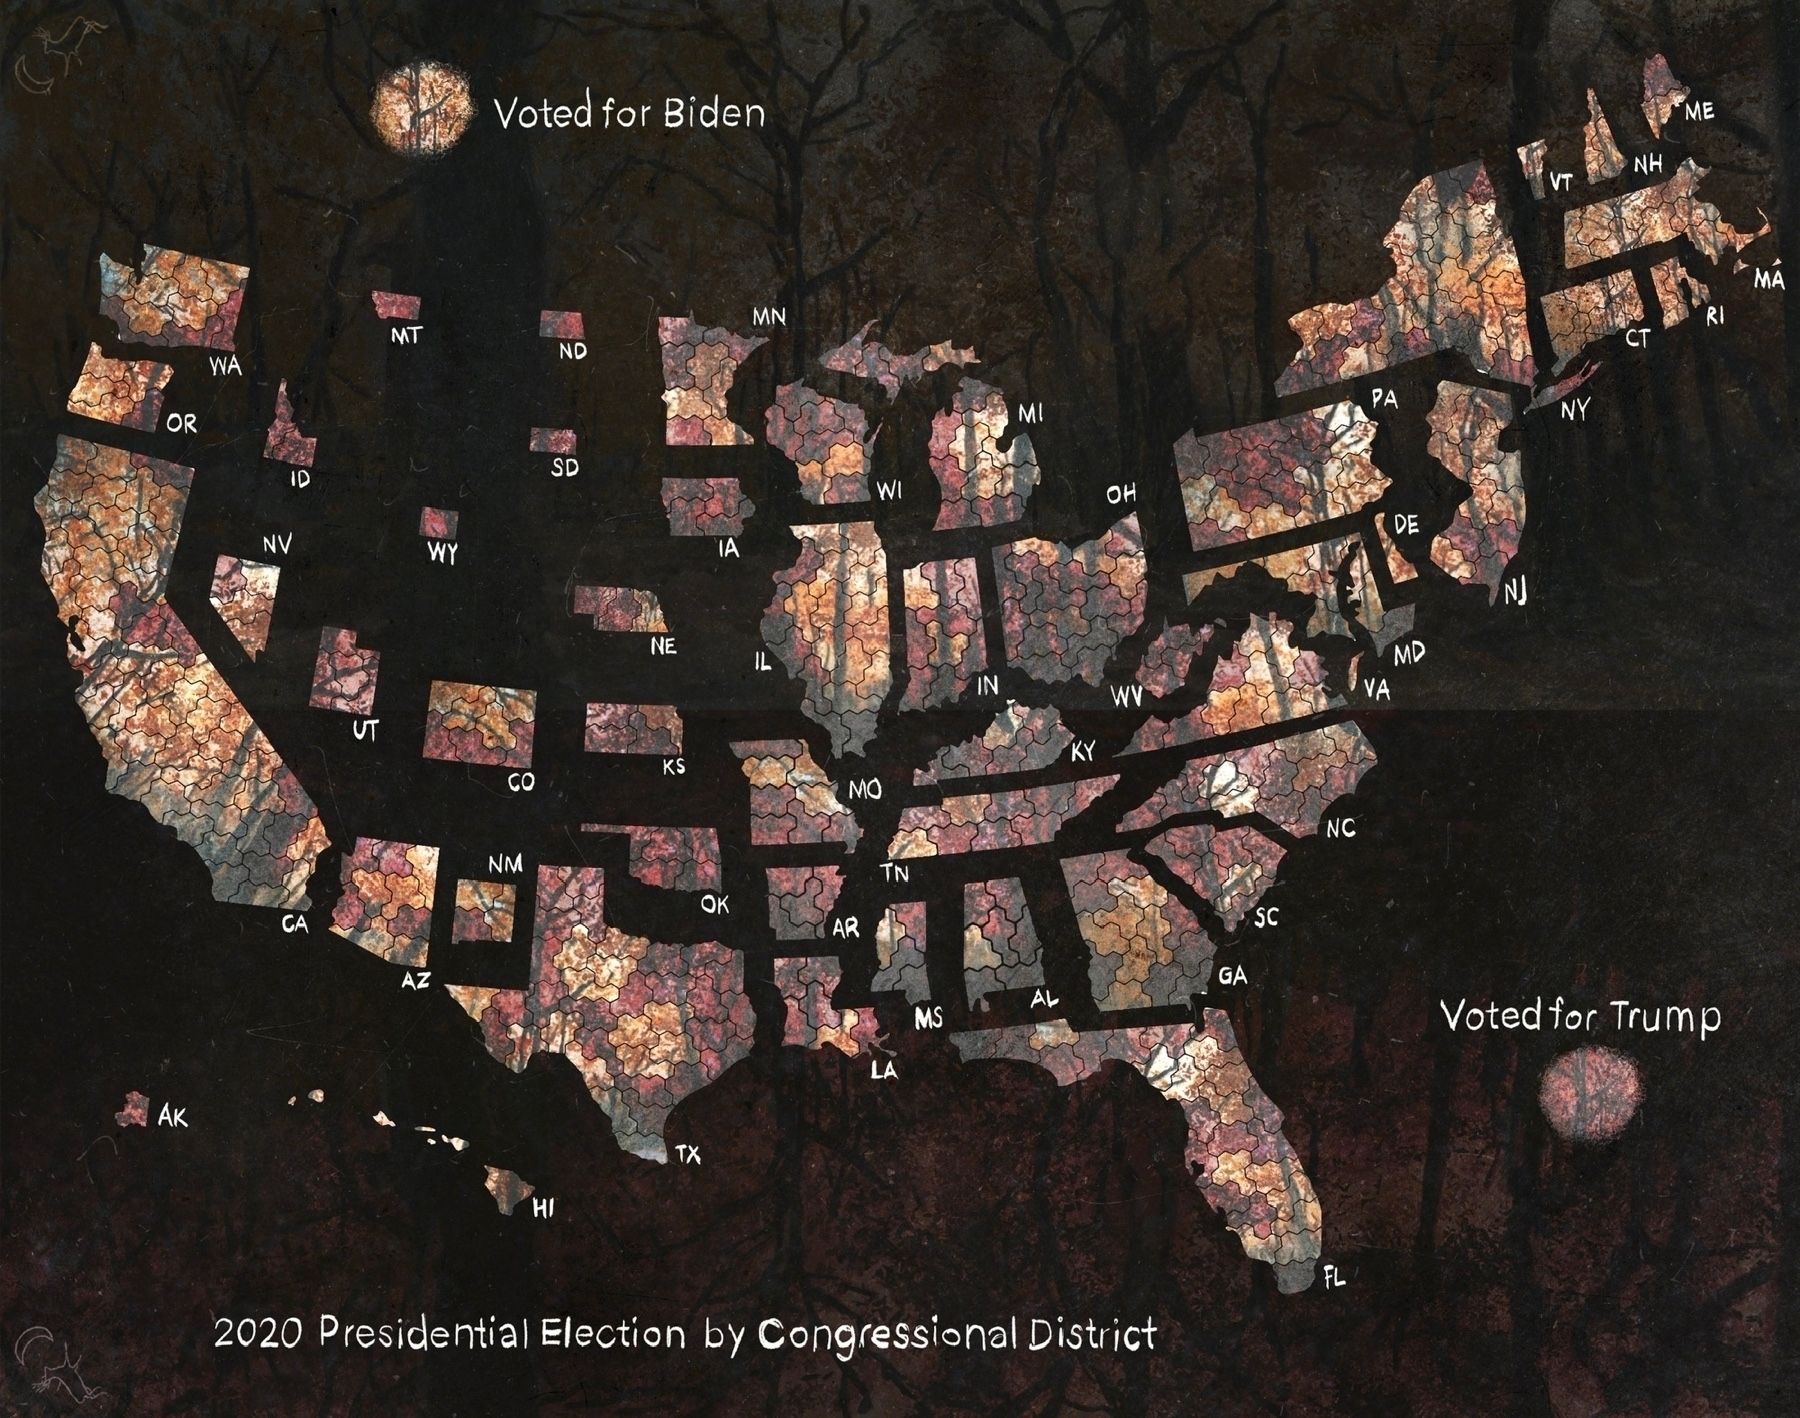 Voted for Biden
ME
NH
VT
MA
RI
CT
WA
MT
ND
MN
NY
PA
OR
MI
ID
SD
WI
OH
DE
NV
WY
IA
NJ
NE
IL
IN
MD
WV
VA
UT
CO
KS
KY
MO
NC
NM
TN
OK
AR
SC
CA
AZ
GA
AL
MS
Voted for Trump
LA
AK
TX
HI
FL
2020 Presidential Election by Congressional District